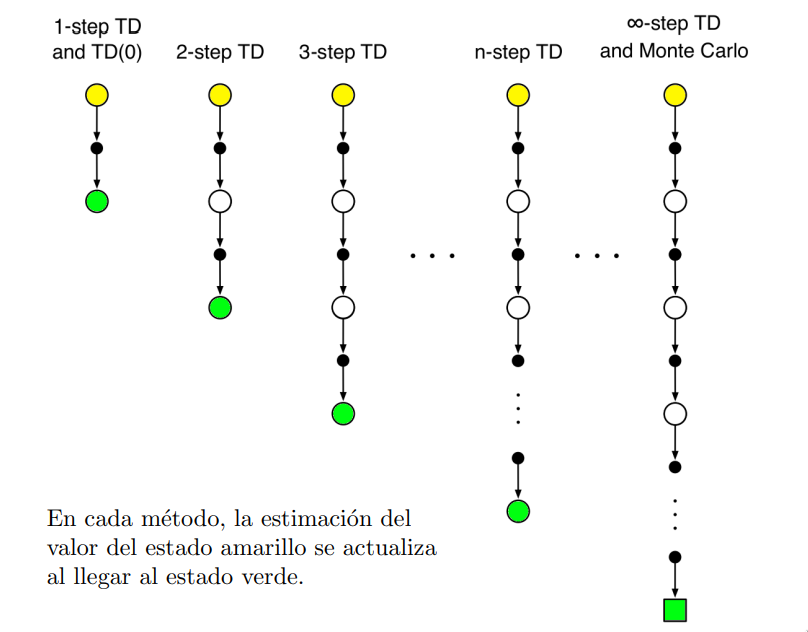 1-step TD
and TD(0)
2-step TD
3-step TD
n-step TD
∞-step TD
and Monte Carlo
En cada método, la estimación del
valor del estado amarillo se actualiza
al llegar al estado verde.